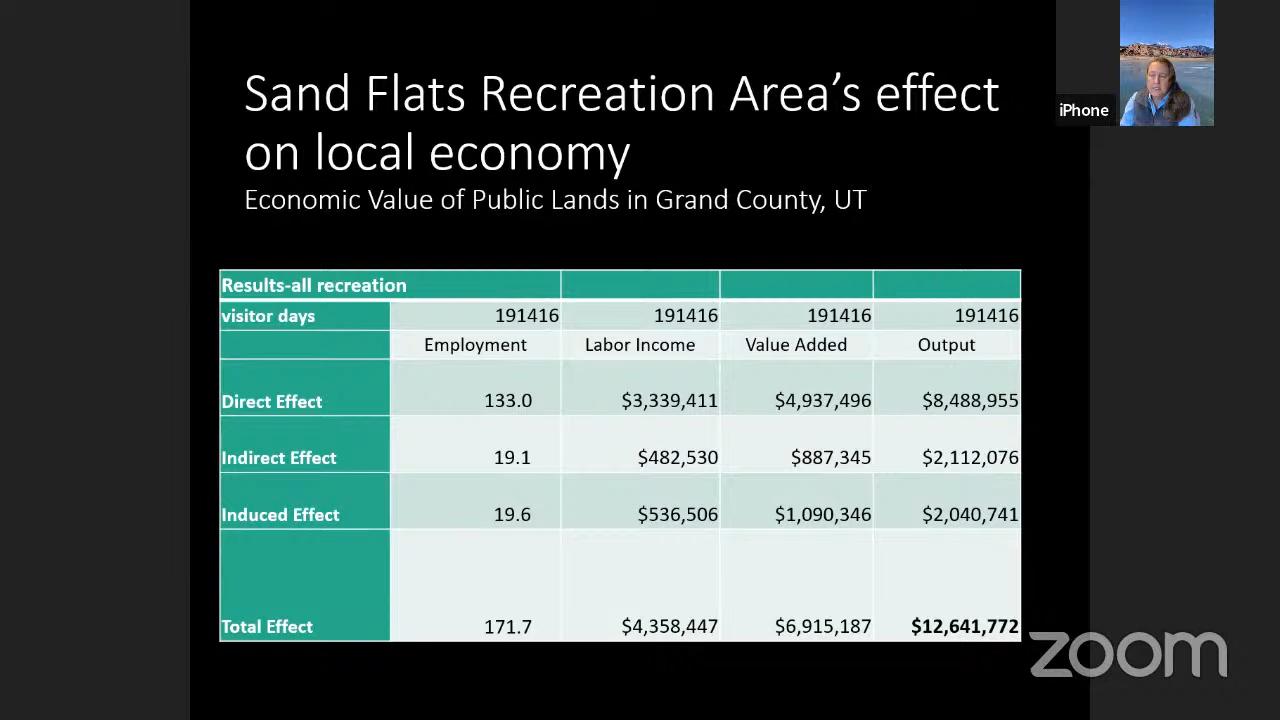 Sand Flats Recreation Area’s effect
on local economy
Economic Value of Public Lands in Grand County, UT
iPhone
Results-all recreation
visitor days 191416 191416 191416 191416
Employment Labor Income Value Added Output
Direct Effect 133.0 $3,339,411 $4,937,496 $8,488,955
Indirect Effect 19.1 $482,530 $887,345 $2,112,076
Induced Effect 19.6 $536,506 $1,090,346 $2,040,741
Total Effect 171.7 $4,358,447 $6,915,187 $12,641,772
zoom